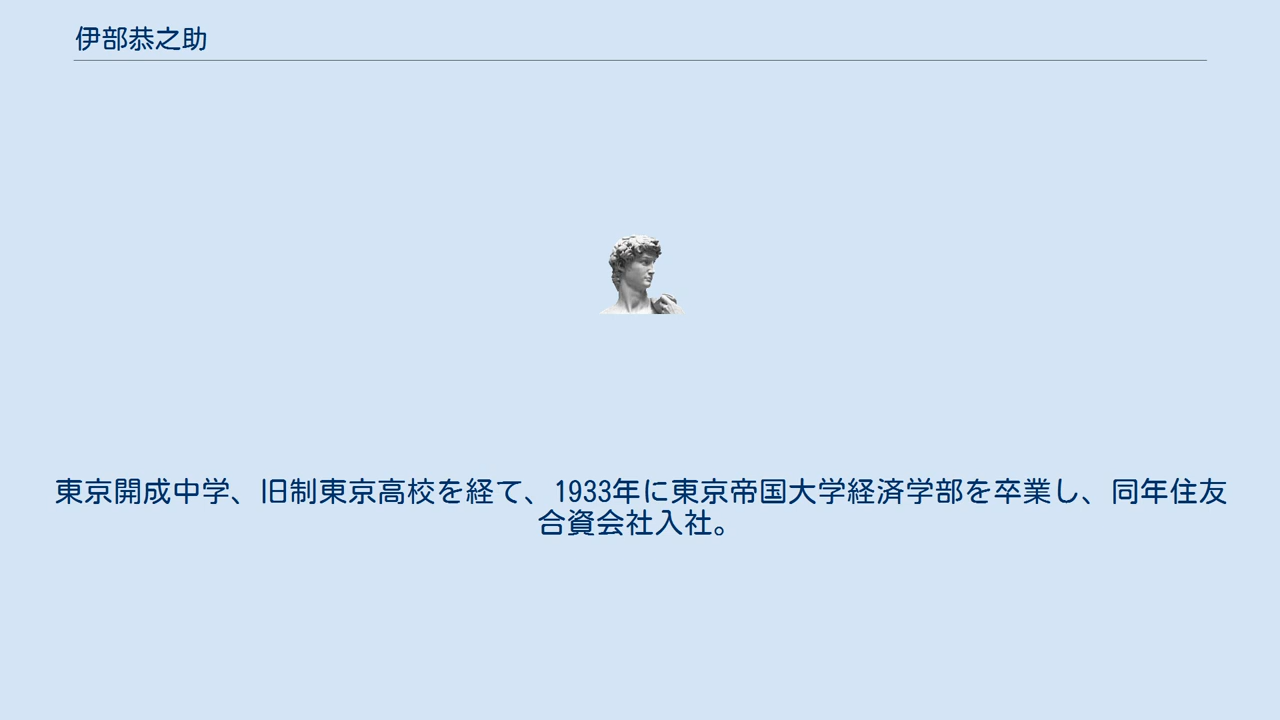 伊部恭之助
東京開成中学、旧制東京高校を経て、1933年に東京帝国大学経済学部を卒業し、同年住友
合資会社入社。